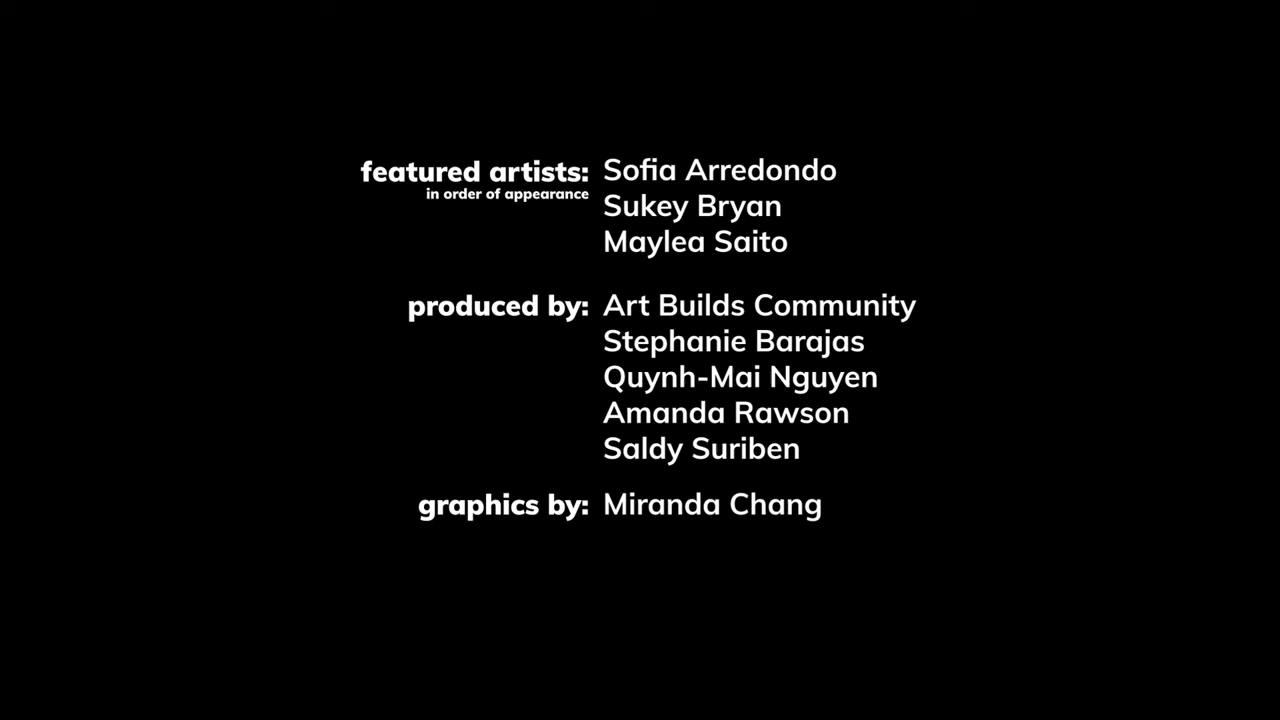 featured artists: Sofia Arredondo
in order of appearance
Sukey Bryan
Maylea Saito
produced by: Art Builds Community
Stephanie Barajas
Quynh-Mai Nguyen
Amanda Rawson
Saldy Suriben
graphics by: Miranda Chang